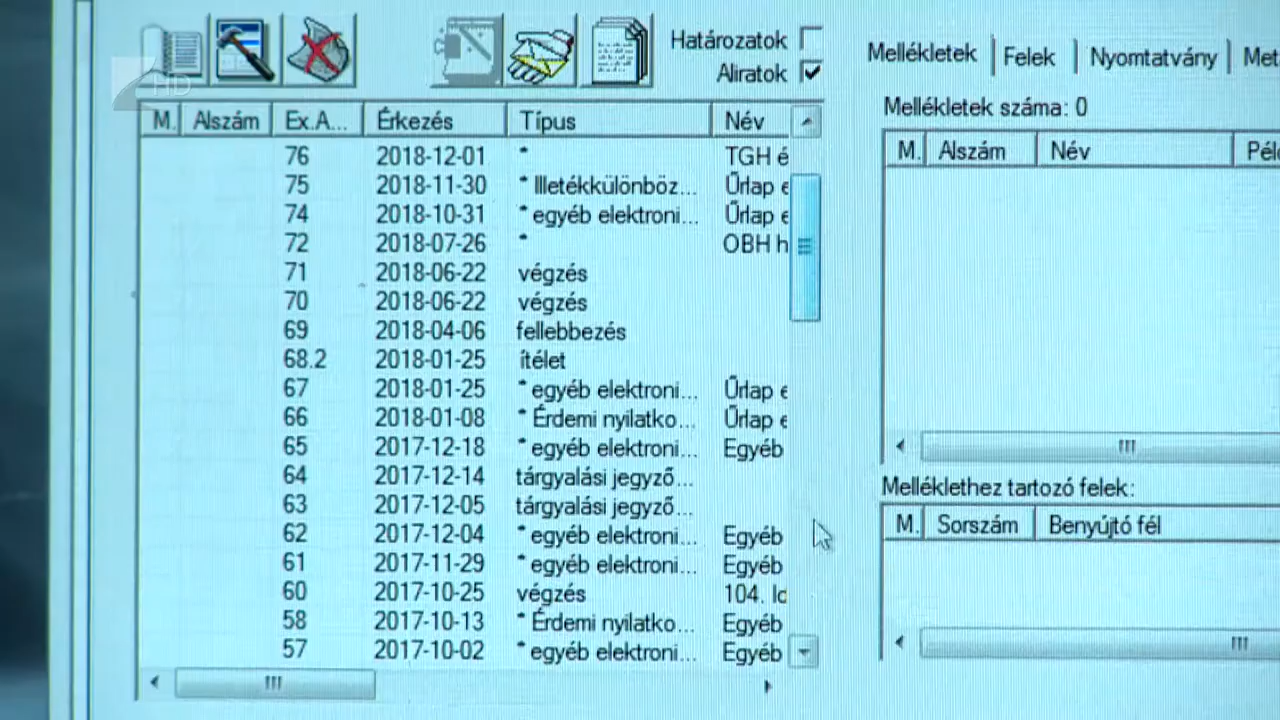 HD
Határozatok
Aliratok
M. Alszám Ex.A... Érkezés Típus Név
76 2018-12-01 * TGH é
75 2018-11-30 * Illetékkülönböz... Űrlap e
74 2018-10-31 * egyéb elektroni... Űrlap e
72 2018-07-26 * OBH h
71 2018-06-22 végzés
70 2018-06-22 végzés
69 2018-04-06 fellebbezés
68.2 2018-01-25 ítélet
67 2018-01-25 * egyéb elektroni... Űrlap e
66 2018-01-08 * Érdemi nyilatko... Űrlap e
65 2017-12-18 * egyéb elektroni... Egyéb
64 2017-12-14 tárgyalási jegyző...
63 2017-12-05 tárgyalási jegyző...
62 2017-12-04 * egyéb elektroni... Egyéb
61 2017-11-29 * egyéb elektroni... Egyéb
60 2017-10-25 végzés 104. Id
58 2017-10-13 * Érdemi nyilatko... Egyéb
57 2017-10-02 * egyéb elektroni... Egyéb
Mellékletek Felek Nyomtatvány Met
Mellékletek száma: 0
M. Alszám Név Péld
Melléklethez tartozó felek:
M. Sorszám Benyújtó fél